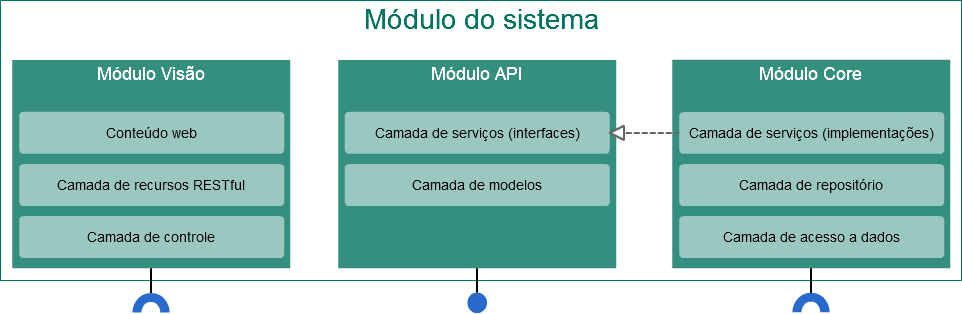 Módulo do sistema
Módulo Visão
Conteúdo web
Camada de recursos RESTful
Camada de controle
Módulo API
Camada de serviços (interfaces)
Camada de modelos
Módulo Core
Camada de serviços (implementações)
Camada de repositório
Camada de acesso a dados